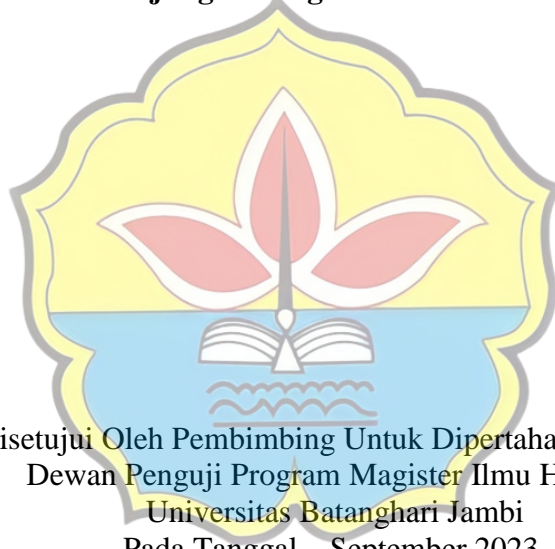 isetujui Oleh Pembimbing Untuk Dipertaha
Dewan Penguji Program Magister Ilmu H
Universitas Batanghari Jambi
Pada Tanggal September 2023